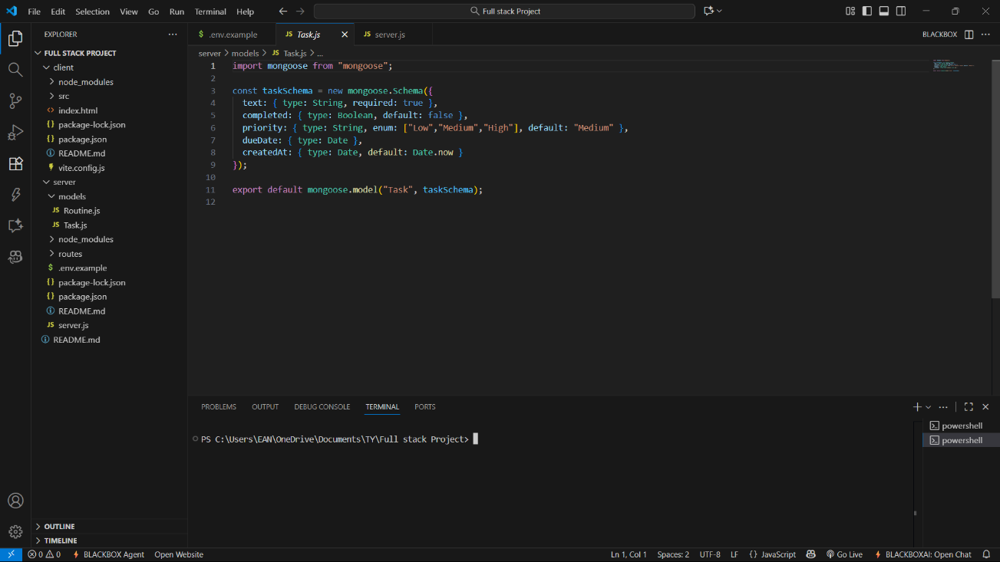 File Edit Selection View Go Run Terminal Help
Full stack Project
EXPLORER
FULL STACK PROJECT
client
node_modules
src
index.html
package-lock.json
package.json
README.md
vite.config.js
server
models
JS Routine.js
JS Task.js
node_modules
routes
$ .env.example
package-lock.json
package.json
README.md
JS server.js
README.md
OUTLINE
TIMELINE
$ .env.example
JS Task.js
JS server.js
BLACKBOX
server > models > JS Task.js > ...
1 import mongoose from "mongoose";
2
3 const taskSchema = new mongoose.Schema({
4 text: { type: String, required: true },
5 completed: { type: Boolean, default: false },
6 priority: { type: String, enum: ["Low","Medium","High"], default: "Medium" },
7 dueDate: { type: Date },
8 createdAt: { type: Date, default: Date.now }
9 });
10
11 export default mongoose.model("Task", taskSchema);
12
PROBLEMS OUTPUT DEBUG CONSOLE TERMINAL PORTS
PS C:\Users\EAN\OneDrive\Documents\TY\Full stack Project>
powershell
powershell
0 0 BLACKBOX Agent Open Website
Ln 1, Col 1 Spaces: 2 UTF-8 LF {} JavaScript Go Live BLACKBOXAI: Open Chat